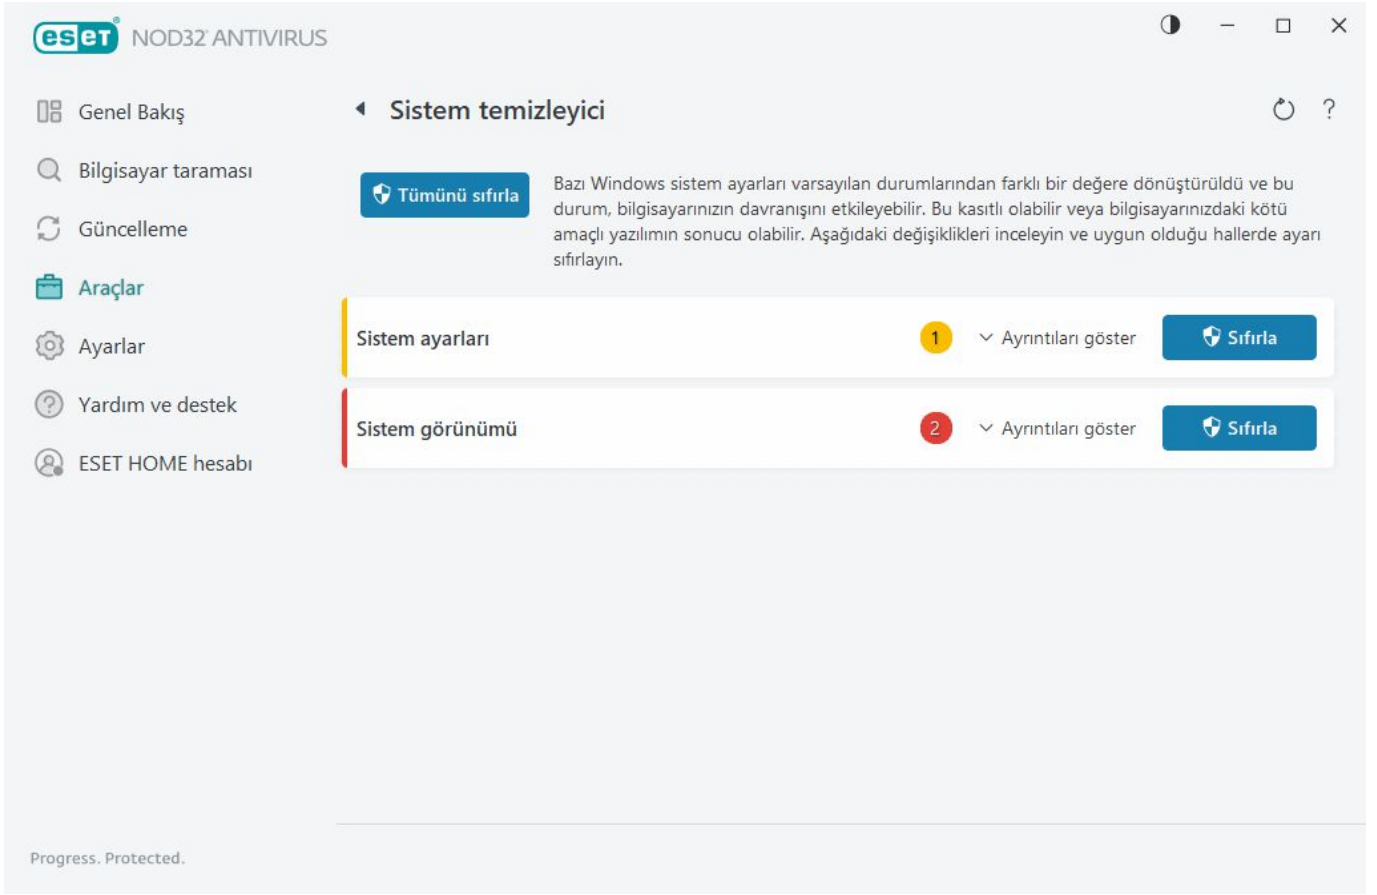 eset NOD32 ANTIVIRUS
Genel Bakış
Bilgisayar taraması
Güncelleme
Araçlar
Ayarlar
Yardım ve destek
ESET HOME hesabı
Sistem temizleyici
?
Tümünü sıfırla
Bazı Windows sistem ayarları varsayılan durumlarından farklı bir değere dönüştürüldü ve bu
durum, bilgisayarınızın davranışını etkileyebilir. Bu kasıtlı olabilir veya bilgisayarınızdaki kötü
amaçlı yazılımın sonucu olabilir. Aşağıdaki değişiklikleri inceleyin ve uygun olduğu hallerde ayarı
sıfırlayın.
Sistem ayarları 1 Ayrıntıları göster Sıfırla
Sistem görünümü 2 Ayrıntıları göster Sıfırla
Progress. Protected.